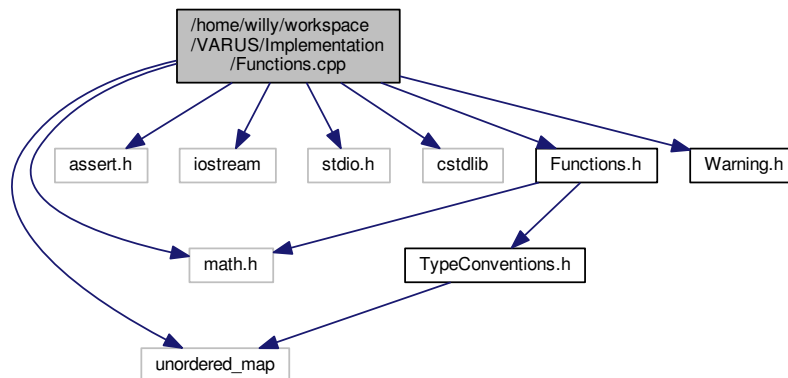 /home/willy/workspace
/VARUS/Implementation
/Functions.cpp
assert.h
iostream
stdio.h
cstdlib
Functions.h
Warning.h
math.h
TypeConventions.h
unordered_map